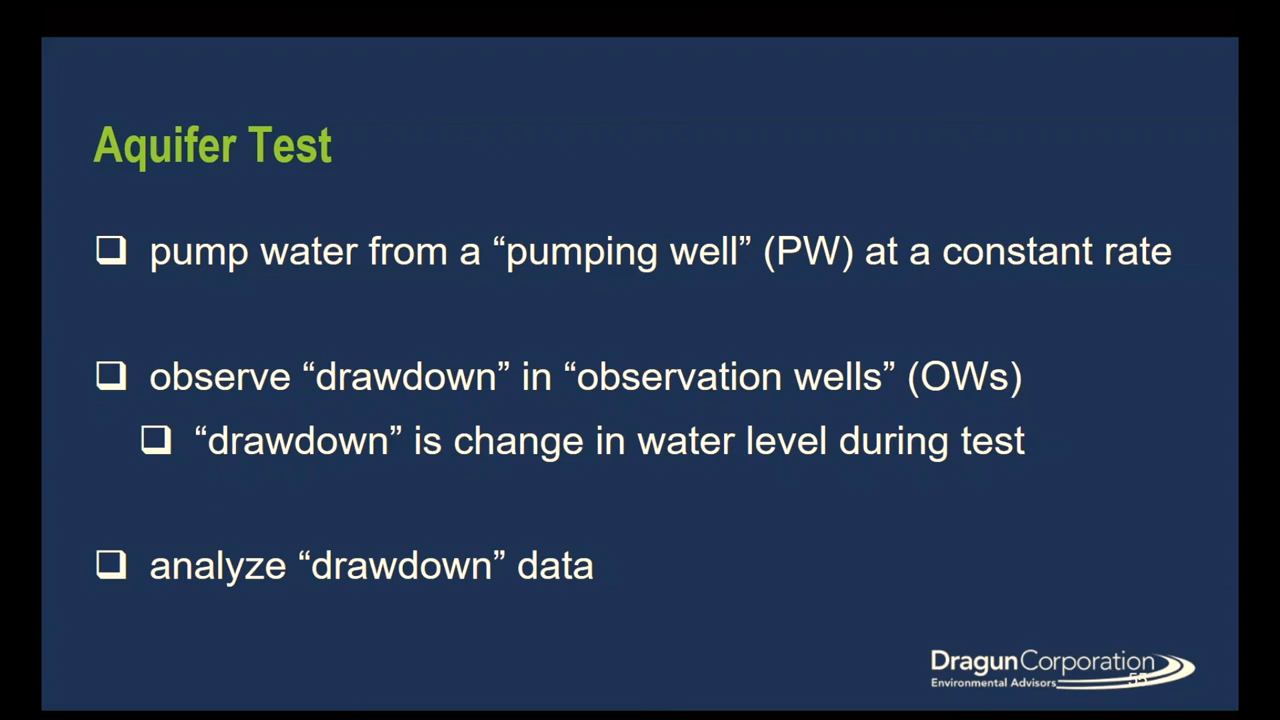 Aquifer Test
pump water from a “pumping well” (PW) at a constant rate
observe “drawdown” in “observation wells” (OWs)
“drawdown” is change in water level during test
analyze “drawdown” data
DragunCorporation
Environmental Advisors
55